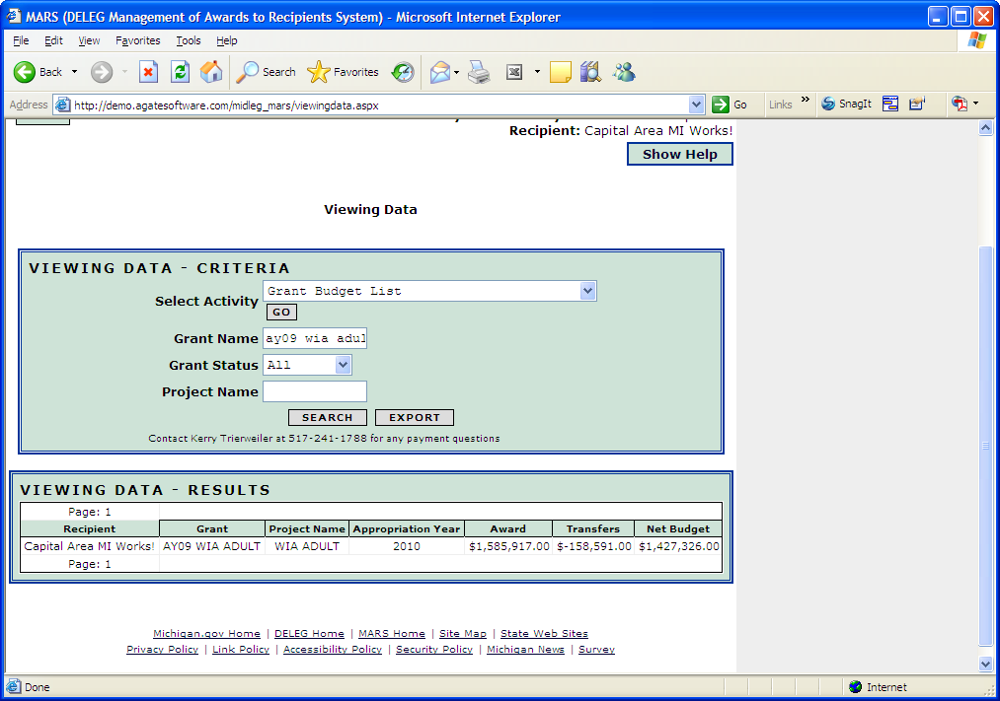 MARS (DELEG Management of Awards to Recipients System) - Microsoft Internet Explorer
File Edit View Favorites Tools Help
Back Search Favorites
Address http://demo.agatesoftware.com/midleg_mars/viewingdata.aspx Go Links » SnagIt
Recipient: Capital Area MI Works!
Show Help
Viewing Data
VIEWING DATA - CRITERIA
Select Activity Grant Budget List
GO
Grant Name ay09 wia adul
Grant Status All
Project Name
SEARCH EXPORT
Contact Kerry Trierweiler at 517-241-1788 for any payment questions
VIEWING DATA - RESULTS
Page: 1
Recipient Grant Project Name Appropriation Year Award Transfers Net Budget
Capital Area MI Works! AY09 WIA ADULT WIA ADULT 2010 $1,585,917.00 $-158,591.00 $1,427,326.00
Page: 1
Michigan.gov Home | DELEG Home | MARS Home | Site Map | State Web Sites
Privacy Policy | Link Policy | Accessibility Policy | Security Policy | Michigan News | Survey
Done Internet